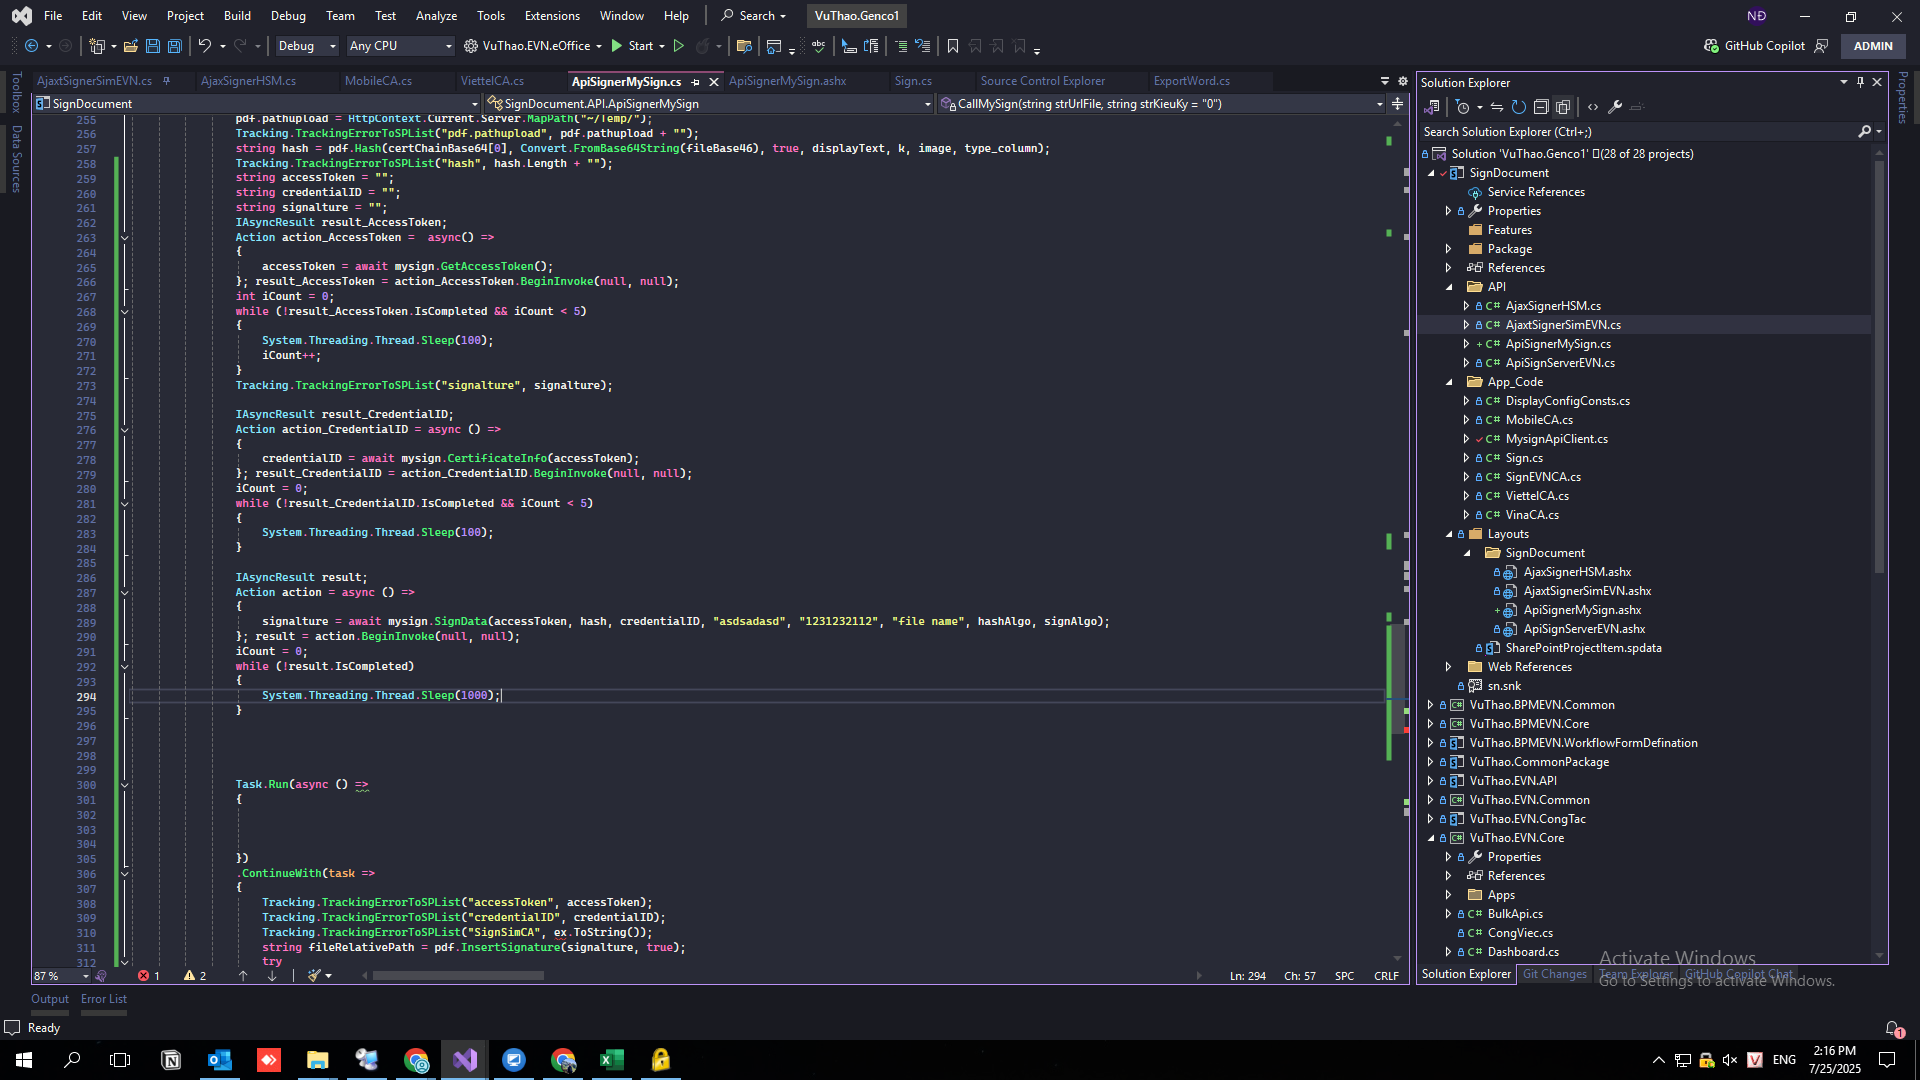 File Edit View Project Build Debug Team Test Analyze Tools Extensions Window Help Search VuThao.Genco1 NĐ
Debug Any CPU VuThao.EVN.eOffice Start GitHub Copilot ADMIN
AjaxtSignerSimEVN.cs AjaxSignerHSM.cs MobileCA.cs ViettelCA.cs ApiSignerMySign.cs ApiSignerMySign.ashx Sign.cs Source Control Explorer ExportWord.cs
SignDocument SignDocument.API.ApiSignerMySign CallMySign(string strUrlFile, string strKieuKy = "0")
Toolbox
Data Sources
255 pdf.pathupload = HttpContext.Current.Server.MapPath("~/Temp/");
256 Tracking.TrackingErrorToSPList("pdf.pathupload", pdf.pathupload + "");
257 string hash = pdf.Hash(certChainBase64[0], Convert.FromBase64String(fileBase46), true, displayText, k, image, type_column);
258 Tracking.TrackingErrorToSPList("hash", hash.Length + "");
259 string accessToken = "";
260 string credentialID = "";
261 string signalture = "";
262 IAsyncResult result_AccessToken;
263 Action action_AccessToken = async() =>
264 {
265 accessToken = await mysign.GetAccessToken();
266 }; result_AccessToken = action_AccessToken.BeginInvoke(null, null);
267 int iCount = 0;
268 while (!result_AccessToken.IsCompleted && iCount < 5)
269 {
270 System.Threading.Thread.Sleep(100);
271 iCount++;
272 }
273 Tracking.TrackingErrorToSPList("signalture", signalture);
274
275 IAsyncResult result_CredentialID;
276 Action action_CredentialID = async () =>
277 {
278 credentialID = await mysign.CertificateInfo(accessToken);
279 }; result_CredentialID = action_CredentialID.BeginInvoke(null, null);
280 iCount = 0;
281 while (!result_CredentialID.IsCompleted && iCount < 5)
282 {
283 System.Threading.Thread.Sleep(100);
284 }
285
286 IAsyncResult result;
287 Action action = async () =>
288 {
289 signalture = await mysign.SignData(accessToken, hash, credentialID, "asdsadasd", "1231232112", "file name", hashAlgo, signAlgo);
290 }; result = action.BeginInvoke(null, null);
291 iCount = 0;
292 while (!result.IsCompleted)
293 {
294 System.Threading.Thread.Sleep(1000);
295 }
296
297
298
299
300 Task.Run(async () =>
301 {
302
303
304
305 })
306 .ContinueWith(task =>
307 {
308 Tracking.TrackingErrorToSPList("accessToken", accessToken);
309 Tracking.TrackingErrorToSPList("credentialID", credentialID);
310 Tracking.TrackingErrorToSPList("SignSimCA", ex.ToString());
311 string fileRelativePath = pdf.InsertSignature(signalture, true);
312 try
87 % 1 2 Ln: 294 Ch: 57 SPC CRLF
Output Error List
Ready
Solution Explorer
Search Solution Explorer (Ctrl+;)
Solution 'VuThao.Genco1' (28 of 28 projects)
SignDocument
Service References
Properties
Features
Package
References
API
AjaxSignerHSM.cs
AjaxtSignerSimEVN.cs
ApiSignerMySign.cs
ApiSignServerEVN.cs
App_Code
DisplayConfigConsts.cs
MobileCA.cs
MysignApiClient.cs
Sign.cs
SignEVNCA.cs
ViettelCA.cs
VinaCA.cs
Layouts
SignDocument
AjaxSignerHSM.ashx
AjaxtSignerSimEVN.ashx
ApiSignerMySign.ashx
ApiSignServerEVN.ashx
SharePointProjectItem.spdata
Web References
sn.snk
VuThao.BPMEVN.Common
VuThao.BPMEVN.Core
VuThao.BPMEVN.WorkflowFormDefination
VuThao.CommonPackage
VuThao.EVN.API
VuThao.EVN.Common
VuThao.EVN.CongTac
VuThao.EVN.Core
Properties
References
Apps
BulkApi.cs
CongViec.cs
Dashboard.cs
Solution Explorer Git Changes Team Explorer GitHub Copilot Chat
Properties
Activate Windows
Go to Settings to activate Windows.
1
ENG
2:16 PM
7/25/2025